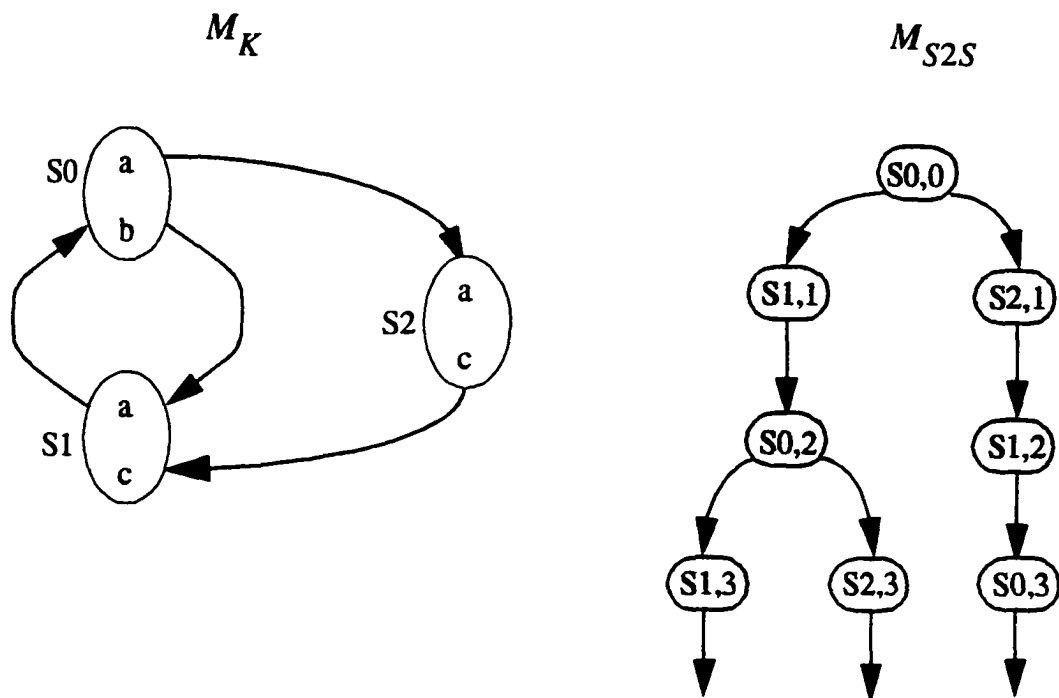 M_K
S0
a
b
S1
a
c
S2
a
c
M_S2S
S0,0
S1,1
S2,1
S0,2
S1,2
S1,3
S2,3
S0,3